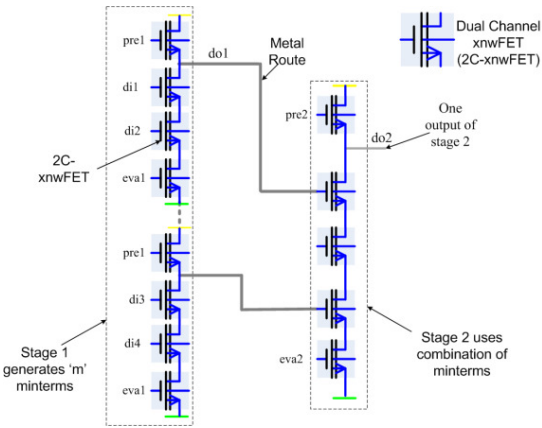 pre1
do1
di1
di2
2C-
xnwFET
eva1
pre1
di3
di4
eva1
Stage 1
generates ‘m’
minterms
Metal
Route
pre2
do2
One
output of
stage 2
eva2
Stage 2 uses
combination of
minterms
Dual Channel
xnwFET
(2C-xnwFET)